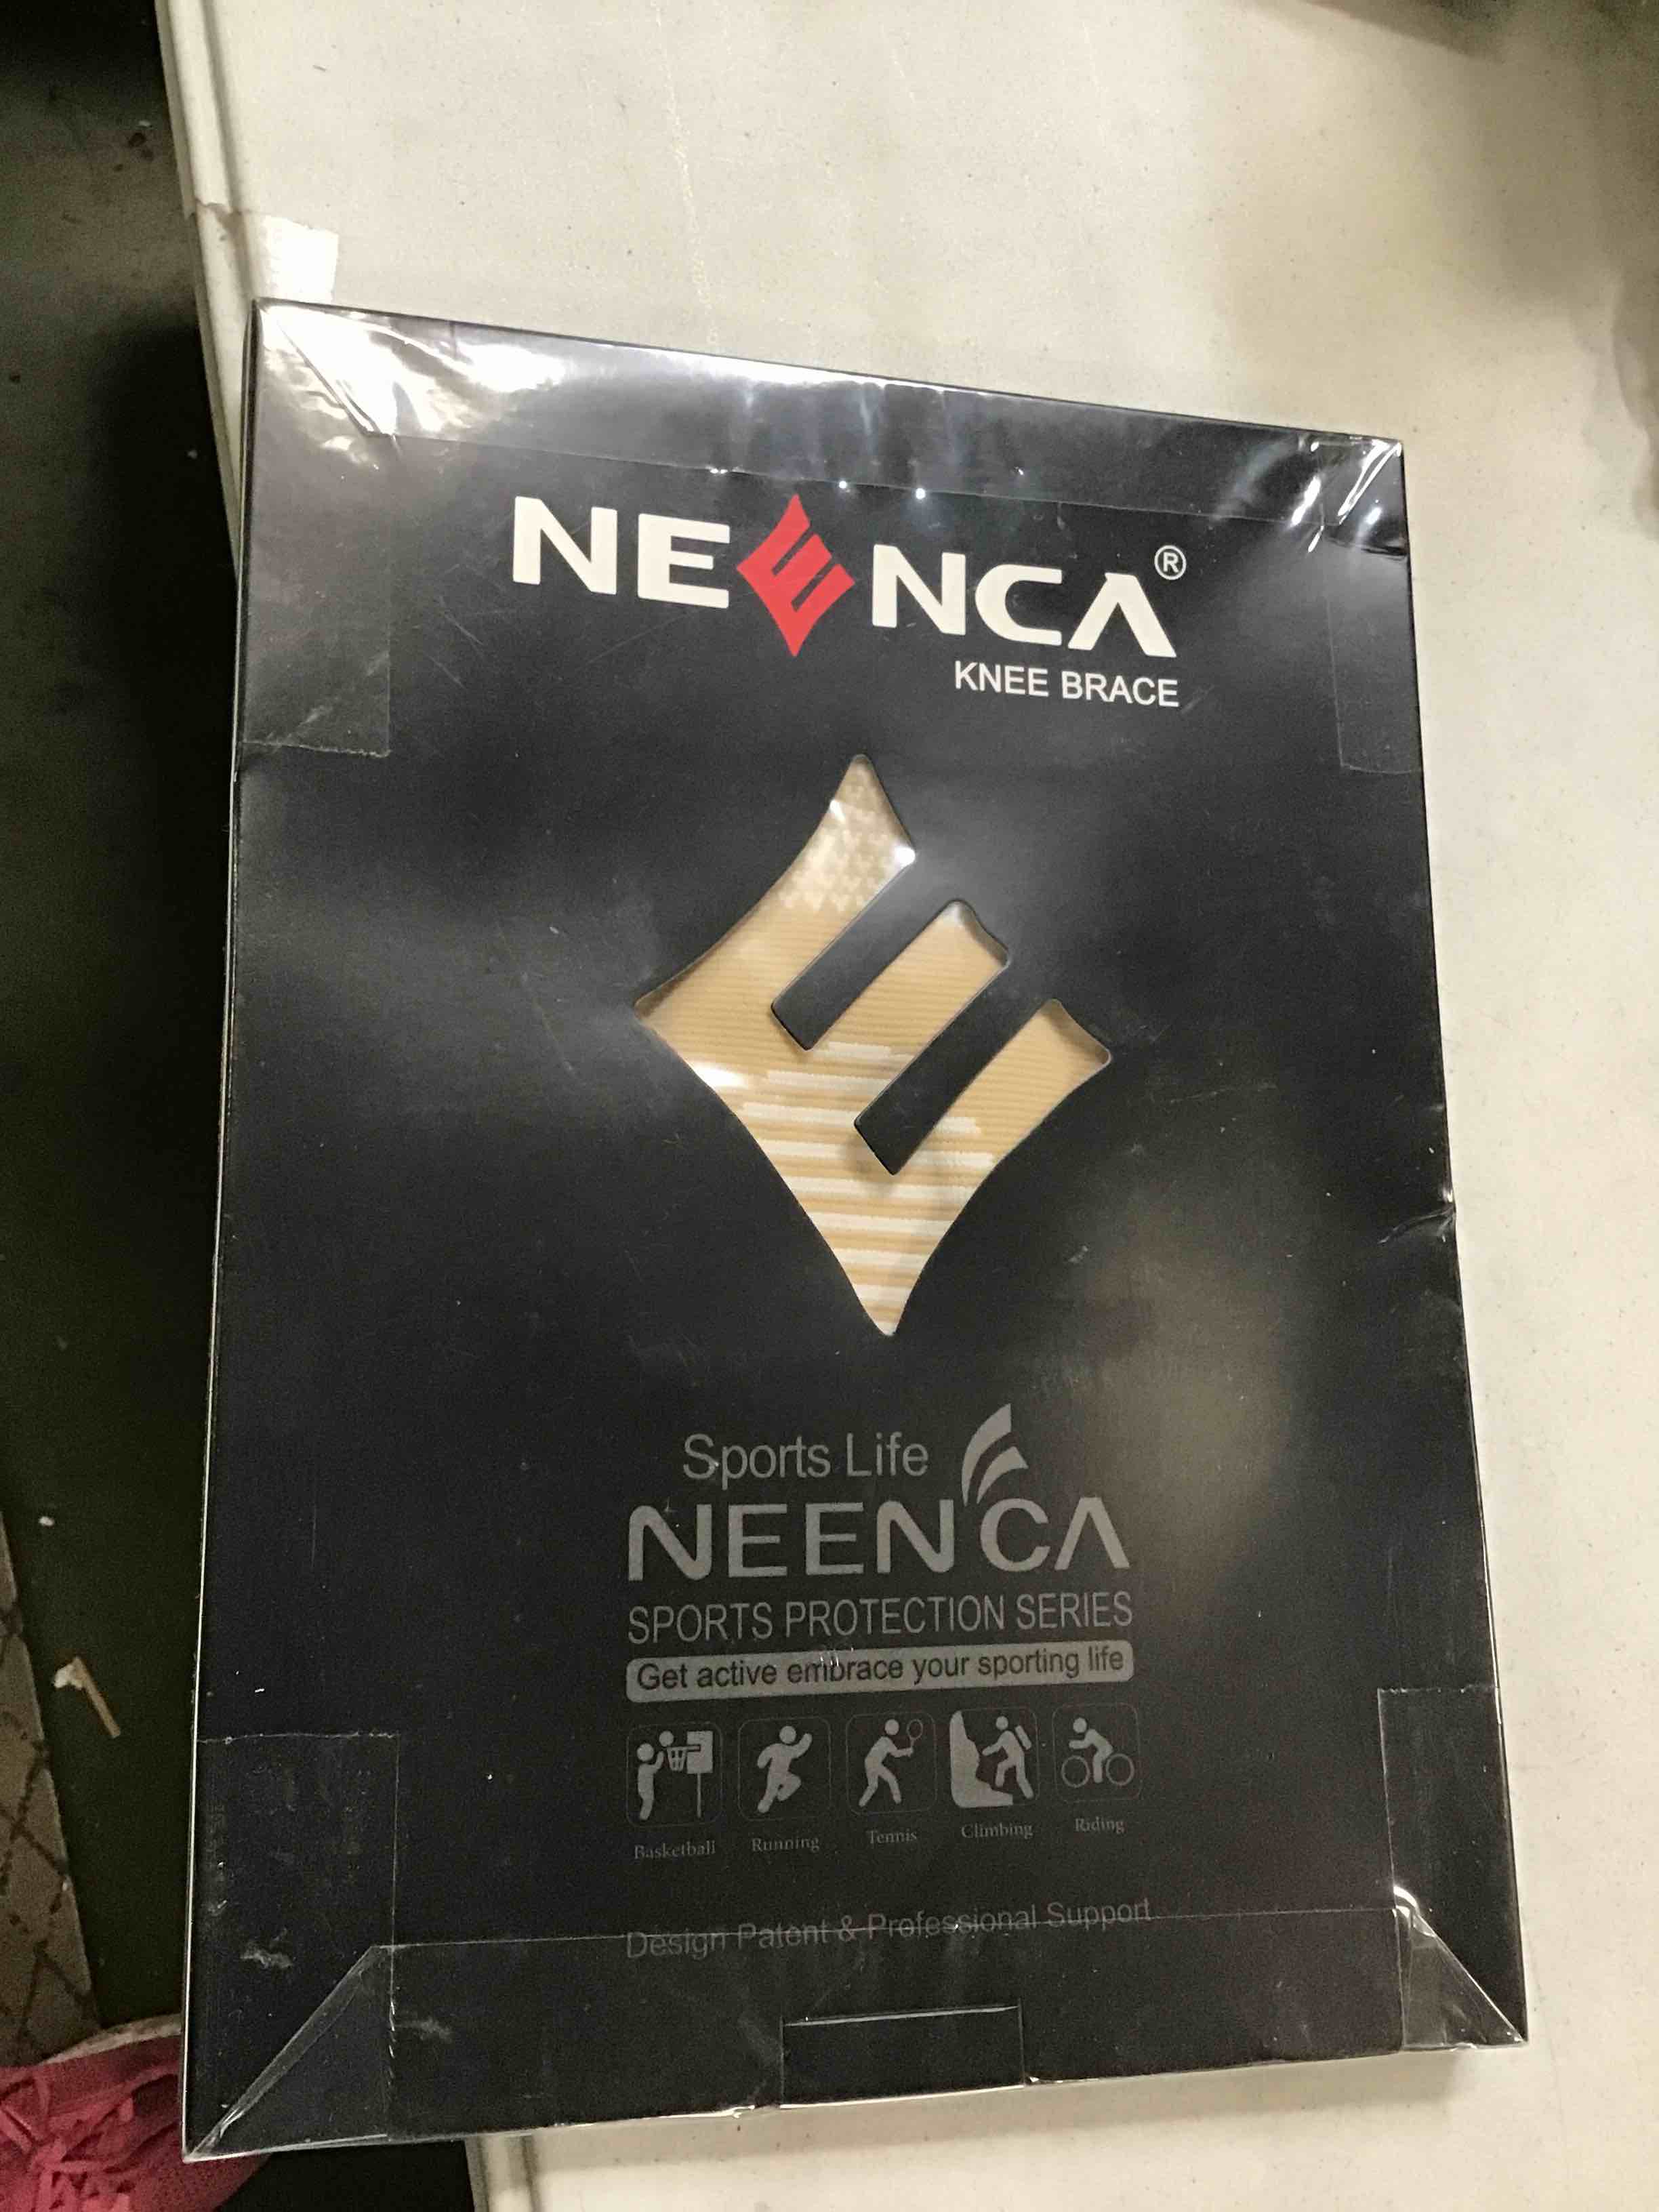 NEENCA®
KNEE BRACE
Sports Life
NEENCA
SPORTS PROTECTION SERIES
Get active embrace your sporting life
Basketball Running Tennis Climbing Riding
Design Patent & Professional Support